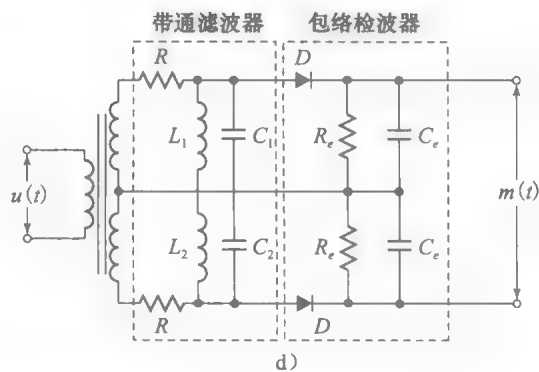 带通滤波器 包络检波器
R D
L₁ C₁ Rₑ Cₑ
u(t) m(t)
L₂ C₂ Rₑ Cₑ
R D
d）